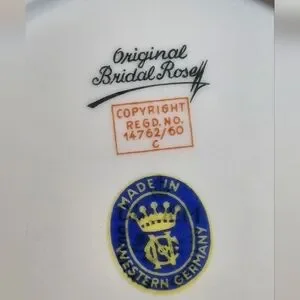 Original
Bridal Rose
COPYRIGHT
REGD. NO.
14762/60
C
MADE IN
WESTERN GERMANY